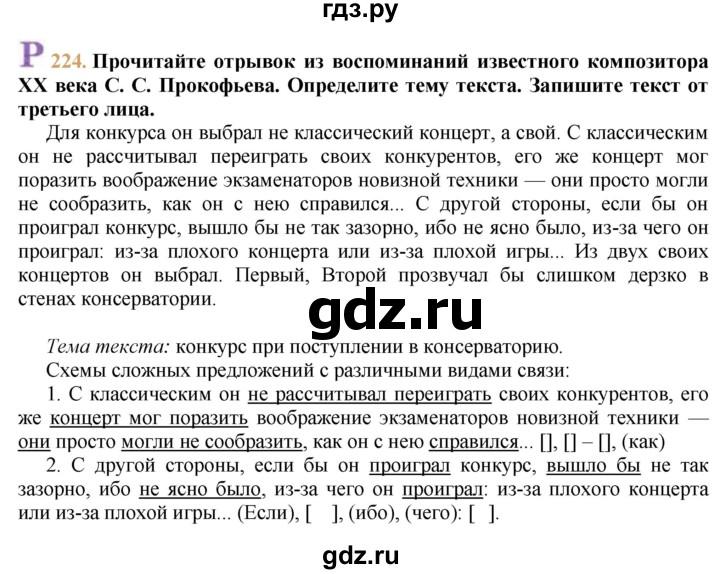 гдз.ру
Р 224. Прочитайте отрывок из воспоминаний известного композитора
XX века С. С. Прокофьева. Определите тему текста. Запишите текст от
третьего лица.
Для конкурса он выбрал не классический концерт, а свой. С классическим
он не рассчитывал переиграть своих конкурентов, его же концерт мог
поразить воображение экзаменаторов новизной техники — они просто могли
не сообразить, как он с нею справился... С другой стороны, если бы он
проиграл конкурс, вышло бы не так зазорно, ибо не ясно было, из-за чего он
проиграл: из-за плохого концерта или из-за плохой игры... Из двух своих
концертов он выбрал. Первый, Второй прозвучал бы слишком дерзко в
стенах консерватории.
gdz.ru
Тема текста: конкурс при поступлении в консерваторию.
Схемы сложных предложений с различными видами связи:
1. С классическим он не рассчитывал переиграть своих конкурентов, его
же концерт мог поразить воображение экзаменаторов новизной техники —
они просто могли не сообразить, как он с нею справился... [], [] – [], (как)
2. С другой стороны, если бы он проиграл конкурс, вышло бы не так
зазорно, ибо не ясно было, из-за чего он проиграл: из-за плохого концерта
или из-за плохой игры... (Если), [ ], (ибо), (чего): [ ].
gdz.ru